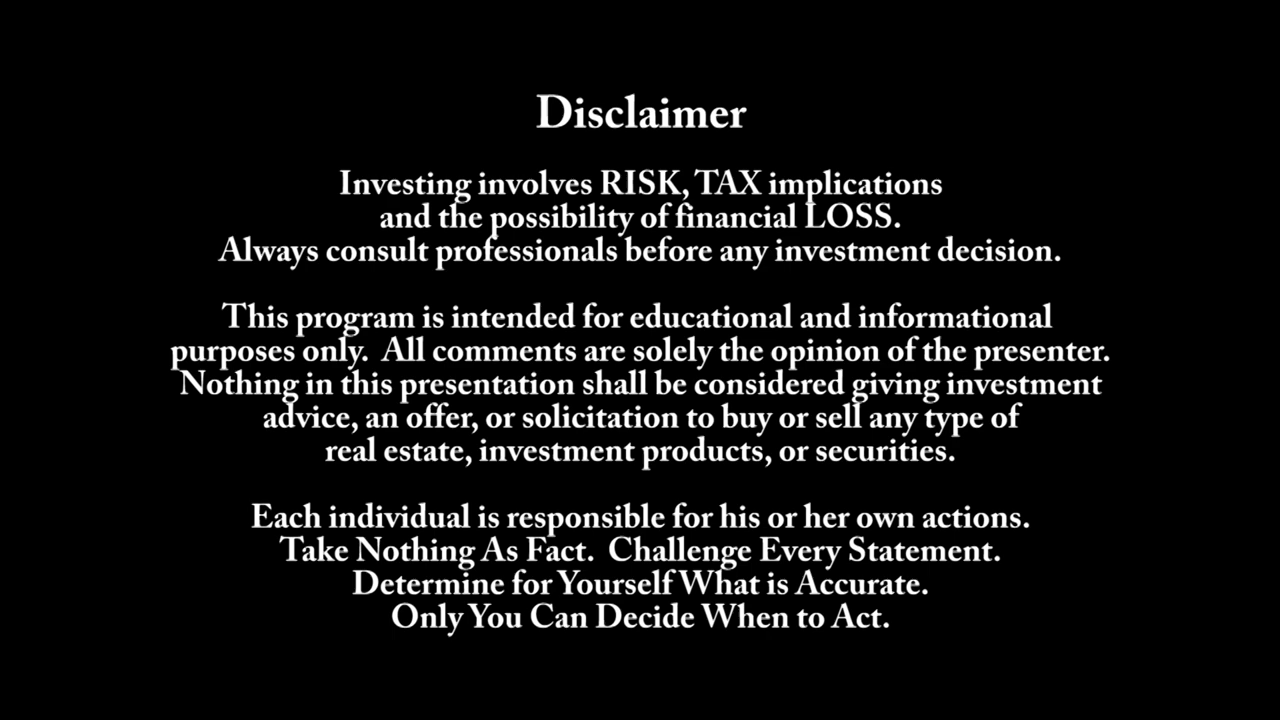 Disclaimer
Investing involves RISK, TAX implications
and the possibility of financial LOSS.
Always consult professionals before any investment decision.
This program is intended for educational and informational
purposes only.  All comments are solely the opinion of the presenter.
Nothing in this presentation shall be considered giving investment
advice, an offer, or solicitation to buy or sell any type of
real estate, investment products, or securities.
Each individual is responsible for his or her own actions.
Take Nothing As Fact.  Challenge Every Statement.
Determine for Yourself What is Accurate.
Only You Can Decide When to Act.